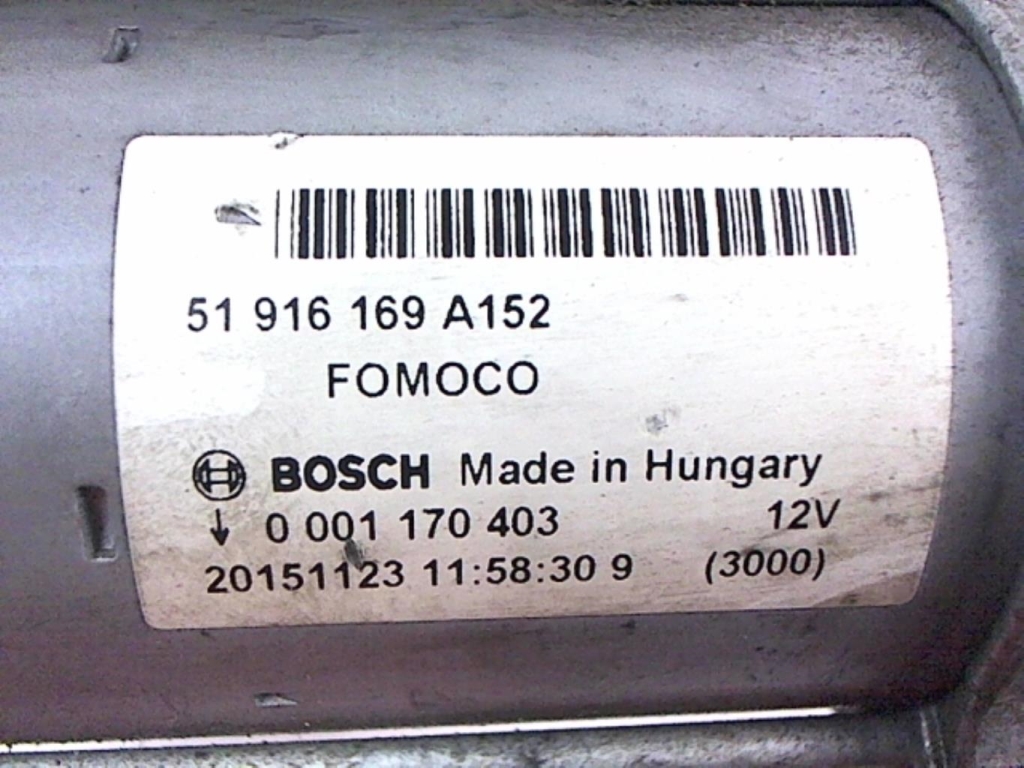 51 916 169 A152
FOMOCO
BOSCH Made in Hungary
↓ 0 001 170 403 12V
20151123 11:58:30 9 (3000)